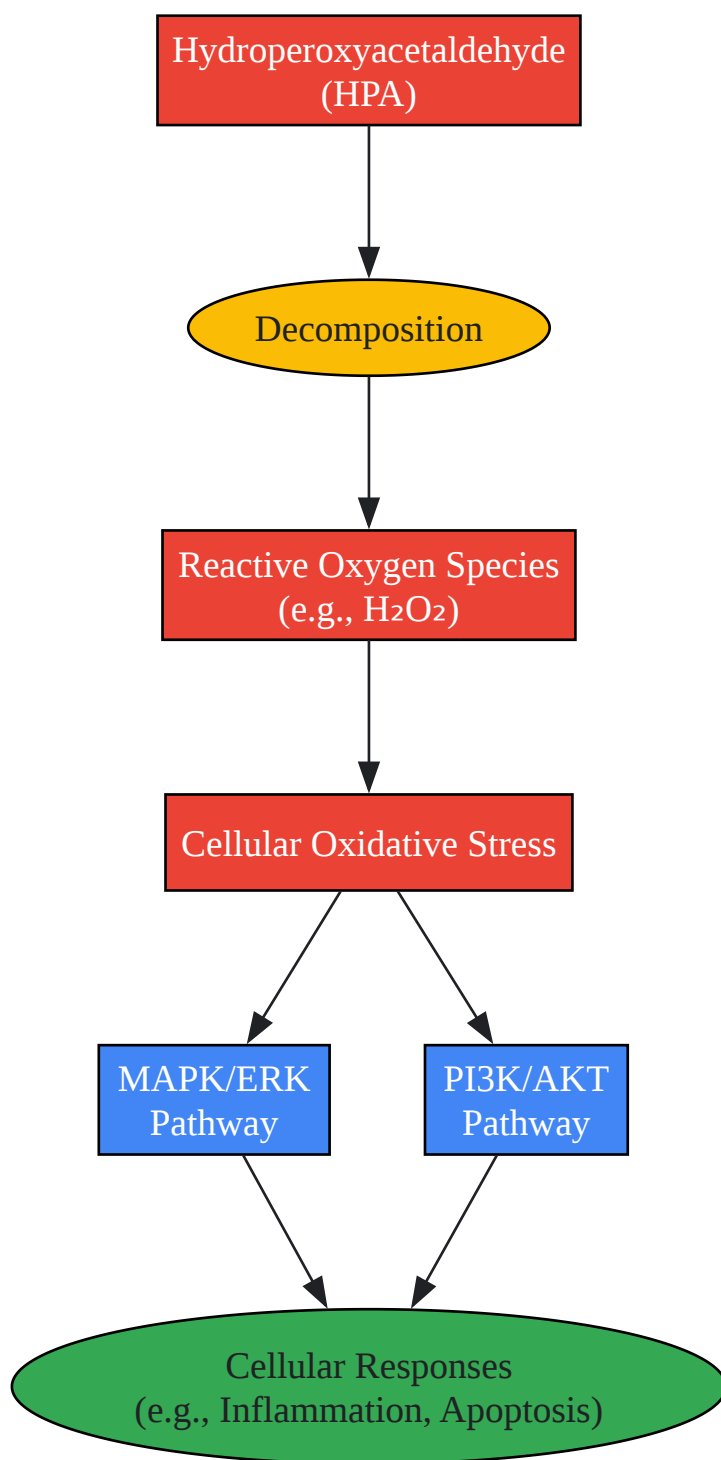 Hydroperoxyacetaldehyde
(HPA)
Decomposition
Reactive Oxygen Species
(e.g., H₂O₂)
Cellular Oxidative Stress
MAPK/ERK
Pathway
PI3K/AKT
Pathway
Cellular Responses
(e.g., Inflammation, Apoptosis)